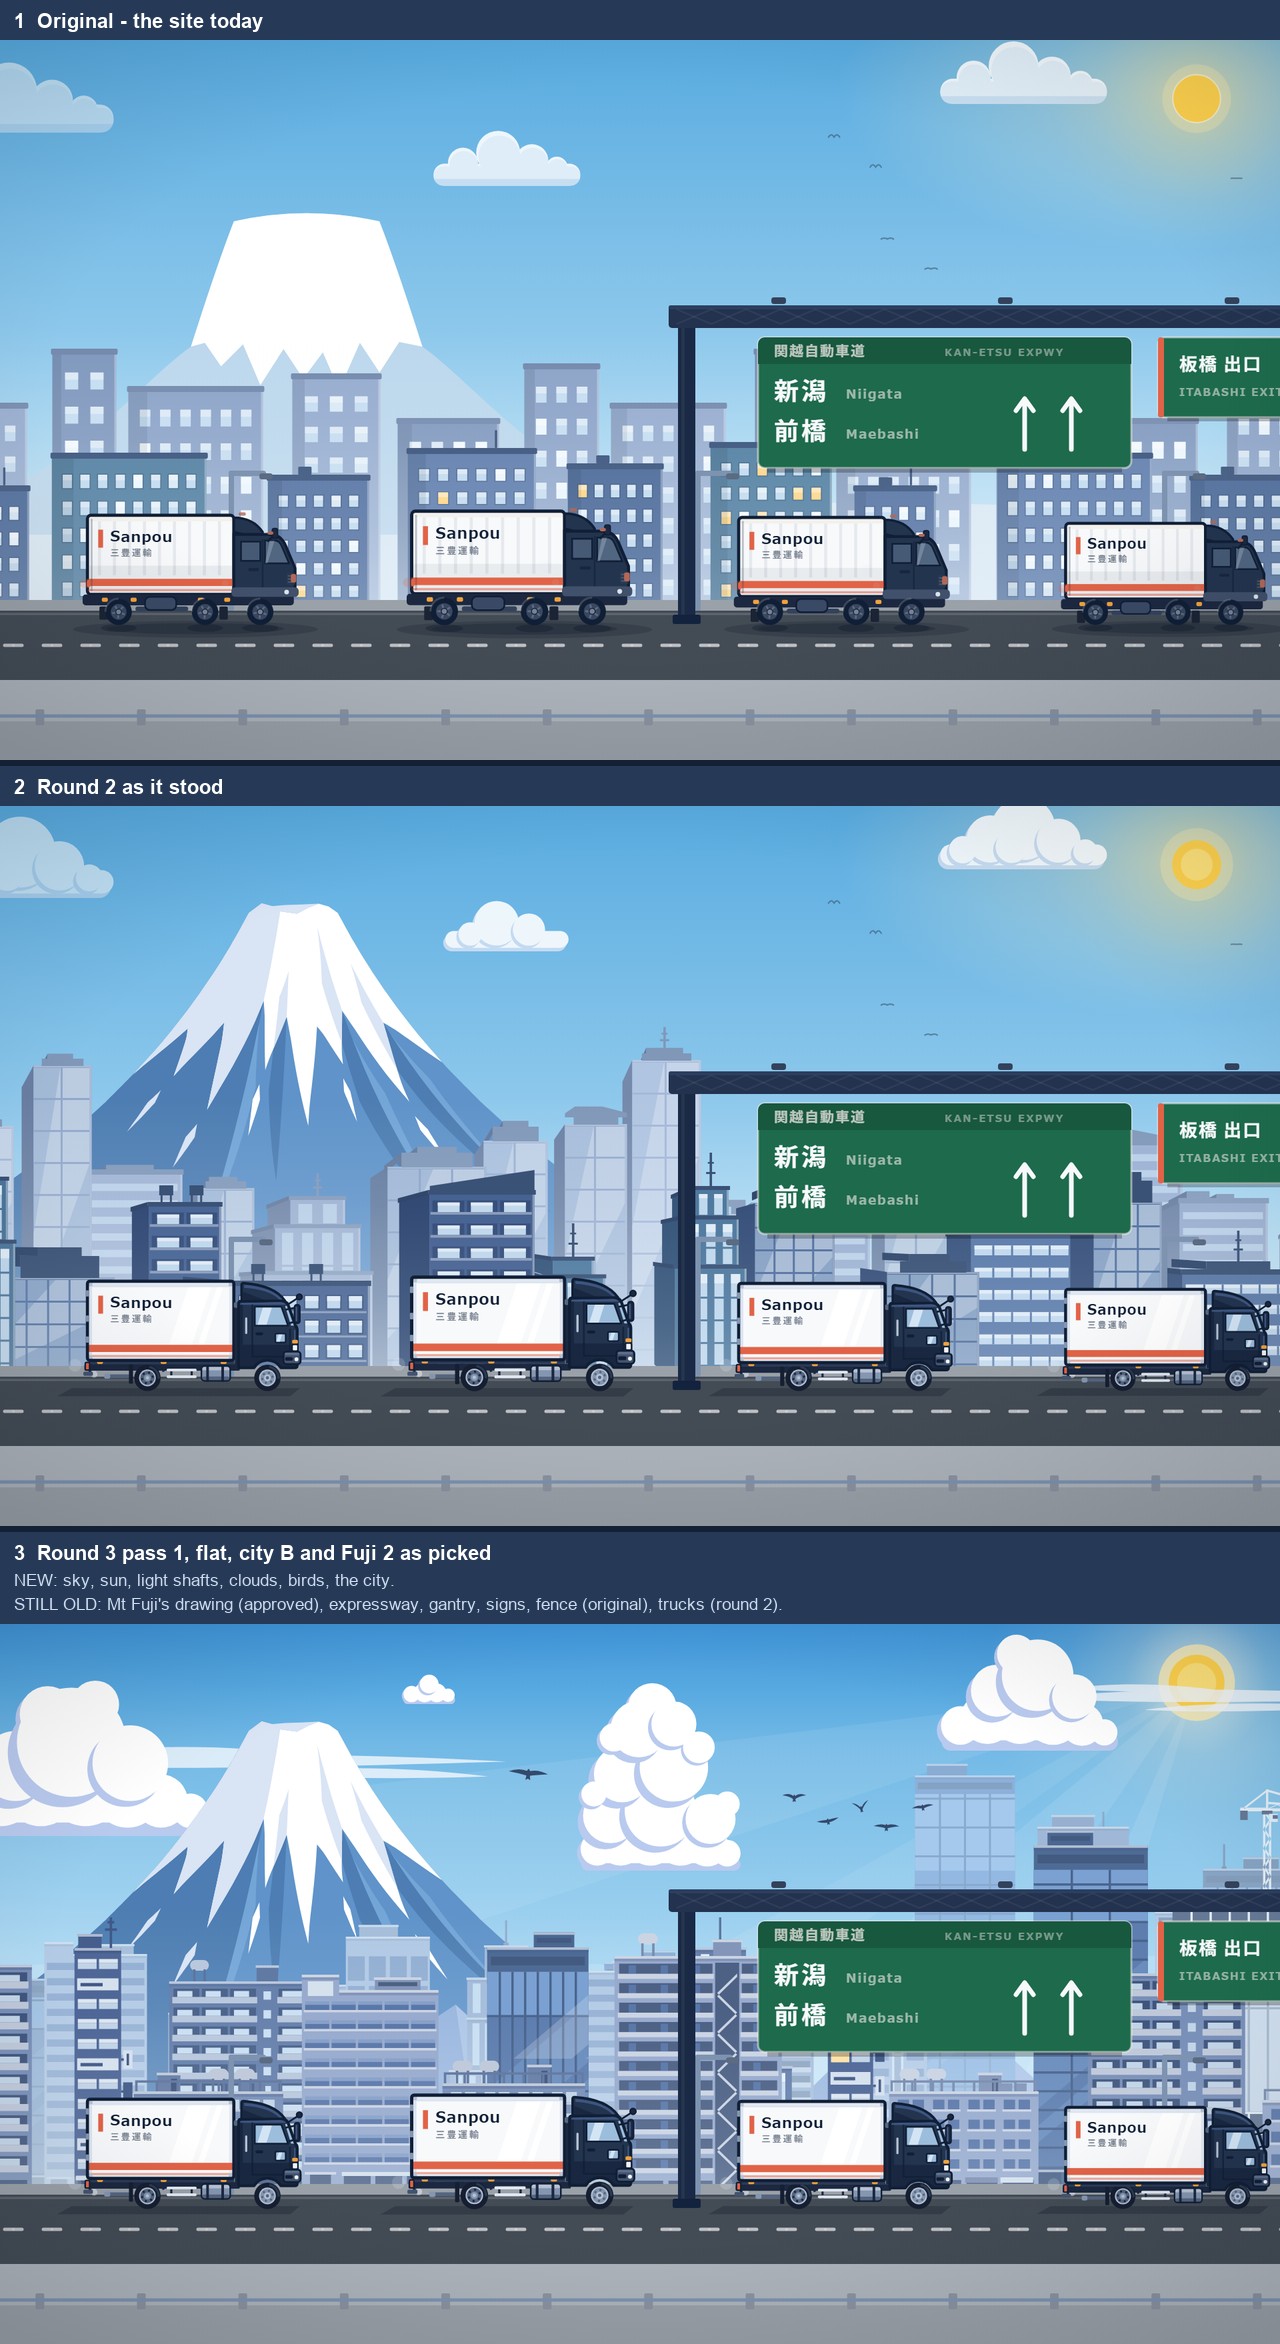 1 Original - the site today
関越自動車道 KAN-ETSU EXPWY
新潟 Niigata
前橋 Maebashi
板橋 出口
ITABASHI EXIT
Sanpou
三豊運輸
Sanpou
三豊運輸
Sanpou
三豊運輸
Sanpou
三豊運輸
2 Round 2 as it stood
関越自動車道 KAN-ETSU EXPWY
新潟 Niigata
前橋 Maebashi
板橋 出口
ITABASHI EXIT
Sanpou
三豊運輸
Sanpou
三豊運輸
Sanpou
三豊運輸
Sanpou
三豊運輸
3 Round 3 pass 1, flat, city B and Fuji 2 as picked
NEW: sky, sun, light shafts, clouds, birds, the city.
STILL OLD: Mt Fuji's drawing (approved), expressway, gantry, signs, fence (original), trucks (round 2).
関越自動車道 KAN-ETSU EXPWY
新潟 Niigata
前橋 Maebashi
板橋 出口
ITABASHI EXIT
Sanpou
三豊運輸
Sanpou
三豊運輸
Sanpou
三豊運輸
Sanpou
三豊運輸